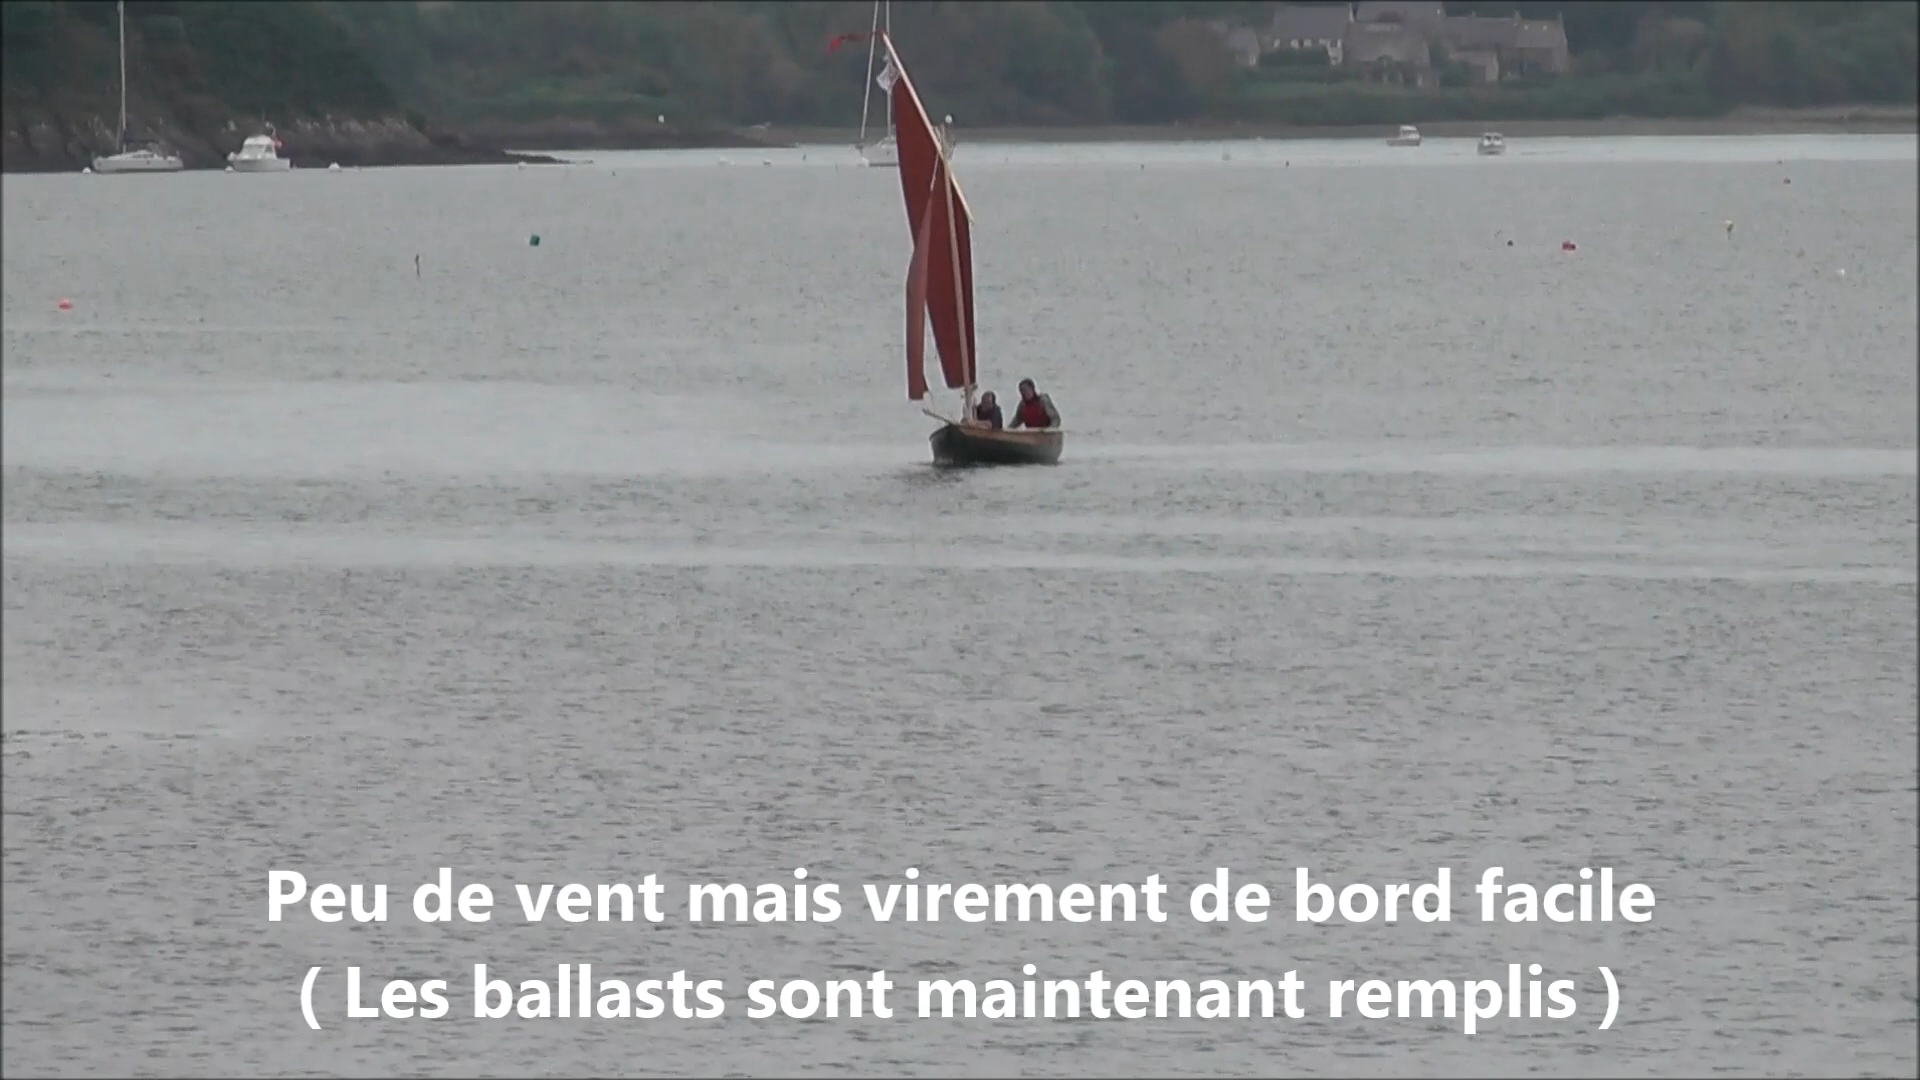 Peu de vent mais virement de bord facile
( Les ballasts sont maintenant remplis )